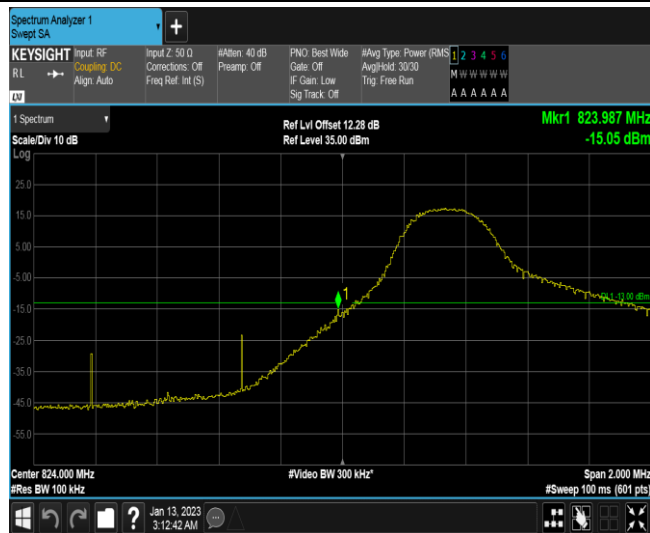 Spectrum Analyzer 1
Swept SA
+
KEYSIGHT
RL
Input: RF
Coupling: DC
Align: Auto
Input Z: 50 Ω
Corrections: Off
Freq Ref: Int (S)
#Atten: 40 dB
Preamp: Off
PNO: Best Wide
Gate: Off
IF Gain: Low
Sig Track: Off
#Avg Type: Power (RMS
Avg|Hold: 30/30
Trig: Free Run
1 2 3 4 5 6
M W W W W W
A A A A A A
1 Spectrum
Scale/Div 10 dB
Log
Ref Lvl Offset 12.28 dB
Ref Level 35.00 dBm
Mkr1 823.987 MHz
-15.05 dBm
25.0
15.0
5.00
-5.00
1
DL1 -13.00 dBm
-15.0
-25.0
-35.0
-45.0
-55.0
Center 824.000 MHz
#Res BW 100 kHz
#Video BW 300 kHz*
Span 2.000 MHz
#Sweep 100 ms (601 pts)
?
Jan 13, 2023
3:12:42 AM